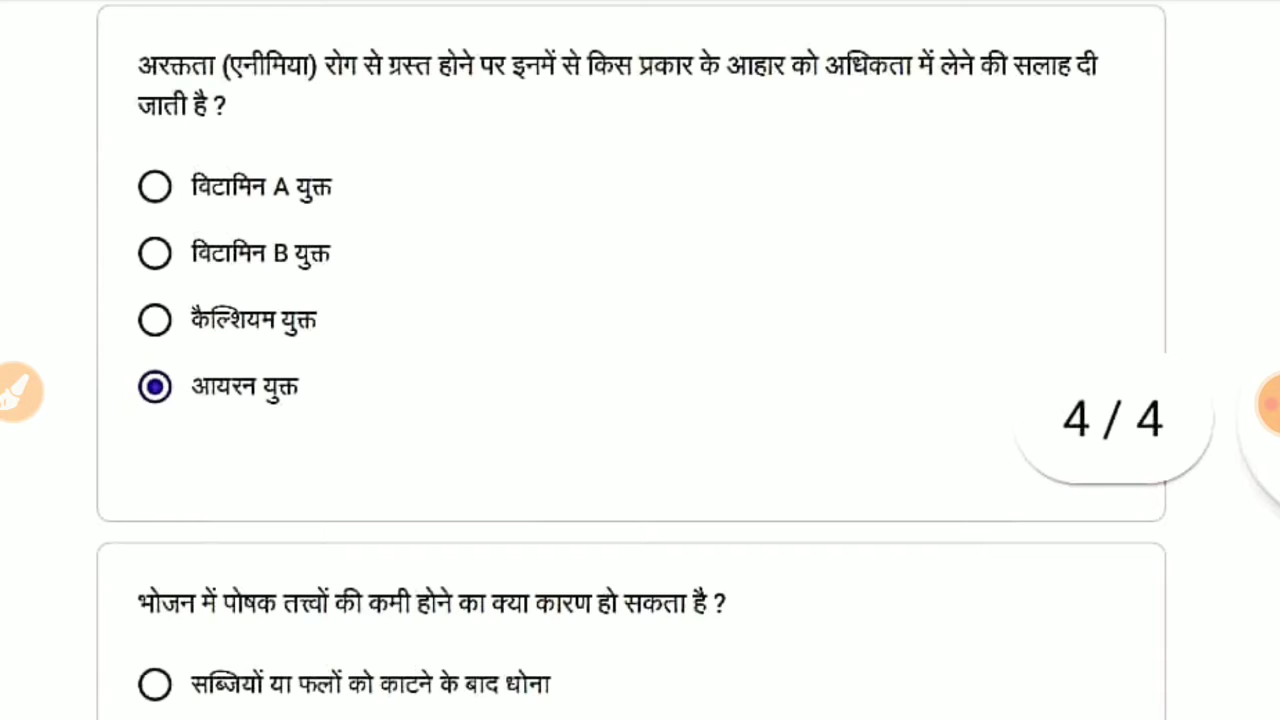 अरक्तता (एनीमिया) रोग से ग्रस्त होने पर इनमें से किस प्रकार के आहार को अधिकता में लेने की सलाह दी
जाती है ?
विटामिन A युक्त
विटामिन B युक्त
कैल्शियम युक्त
आयरन युक्त
4 / 4
भोजन में पोषक तत्त्वों की कमी होने का क्या कारण हो सकता है ?
सब्जियों या फलों को काटने के बाद धोना